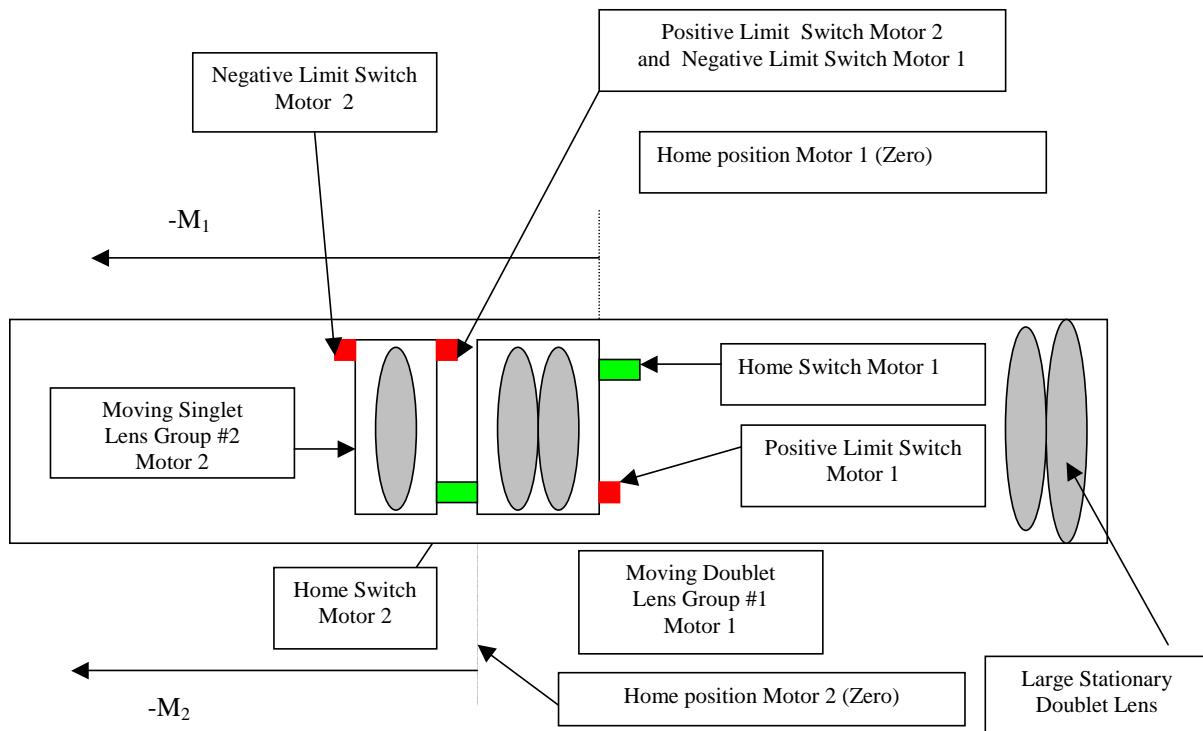 Positive Limit Switch Motor 2
and Negative Limit Switch Motor 1
Negative Limit Switch
Motor 2
Home position Motor 1 (Zero)
-M1
Home Switch Motor 1
Moving Singlet
Lens Group #2
Motor 2
Positive Limit Switch
Motor 1
Home Switch
Motor 2
Moving Doublet
Lens Group #1
Motor 1
Large Stationary
Doublet Lens
Home position Motor 2 (Zero)
-M2